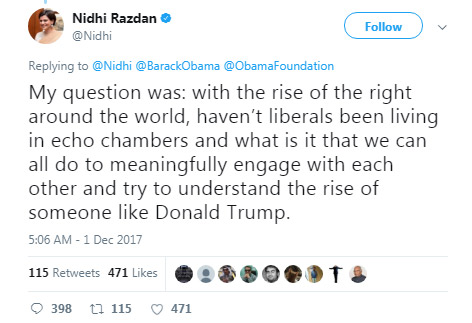 Nidhi Razdan
@Nidhi
Follow
Replying to @Nidhi @BarackObama @ObamaFoundation
My question was: with the rise of the right
around the world, haven't liberals been living
in echo chambers and what is it that we can
all do to meaningfully engage with each
other and try to understand the rise of
someone like Donald Trump.
5:06 AM - 1 Dec 2017
115 Retweets 471 Likes
398 115 471